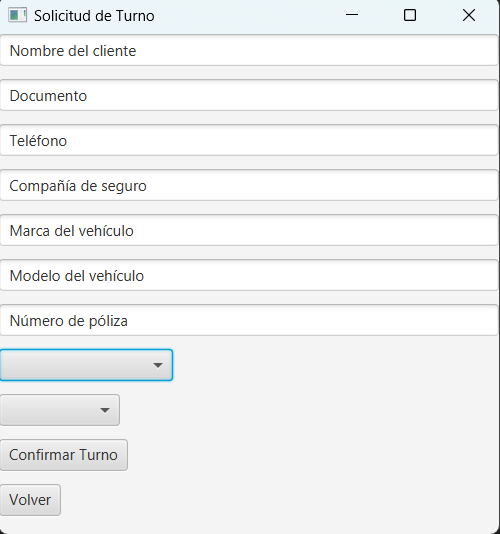 Solicitud de Turno
Nombre del cliente
Documento
Teléfono
Compañía de seguro
Marca del vehículo
Modelo del vehículo
Número de póliza
Confirmar Turno
Volver